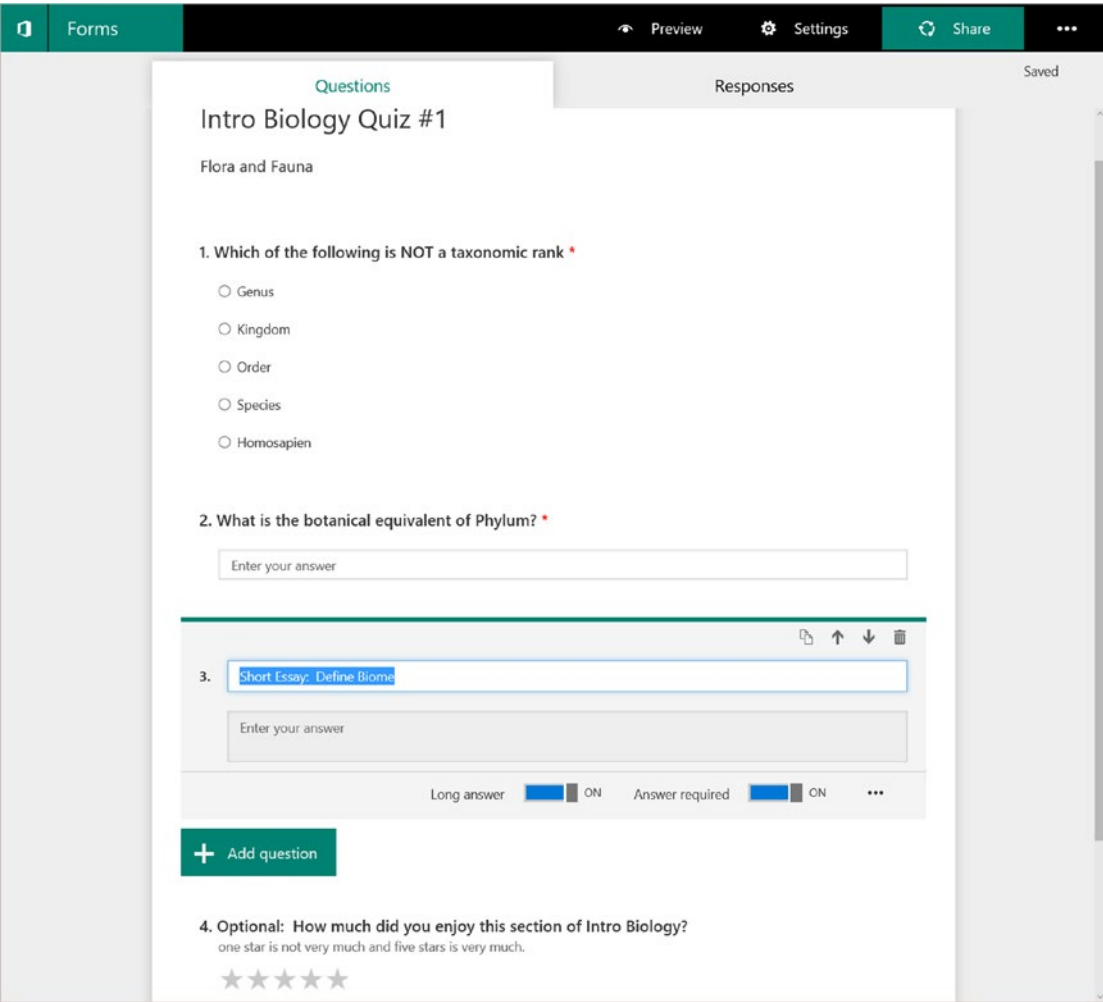 Forms
Preview
Settings
Share
Questions
Responses
Saved
Intro Biology Quiz #1
Flora and Fauna
1. Which of the following is NOT a taxonomic rank *
Genus
Kingdom
Order
Species
Homosapien
2. What is the botanical equivalent of Phylum? *
Enter your answer
3. Short Essay:  Define Biome
Enter your answer
Long answer ON Answer required ON
Add question
4. Optional:  How much did you enjoy this section of Intro Biology?
one star is not very much and five stars is very much.